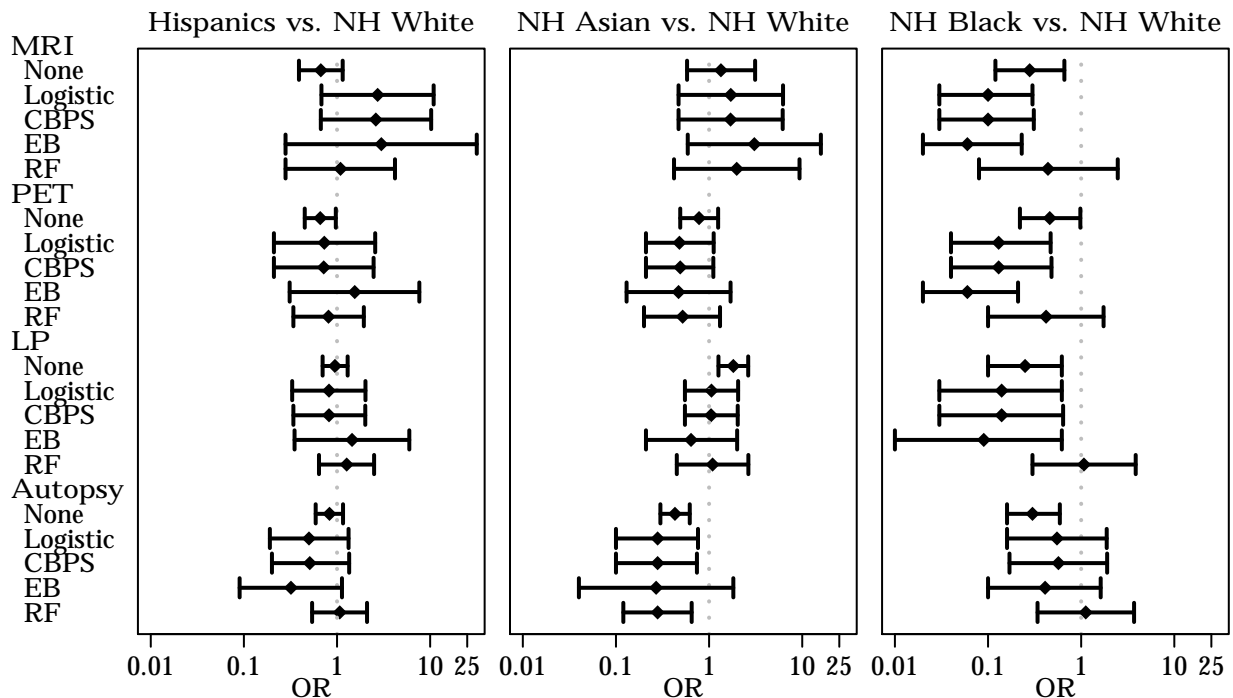 Hispanics vs. NH White NH Asian vs. NH White NH Black vs. NH White
MRI
None
Logistic
CBPS
EB
RF
PET
None
Logistic
CBPS
EB
RF
LP
None
Logistic
CBPS
EB
RF
Autopsy
None
Logistic
CBPS
EB
RF
0.01 0.1 1 10 25 0.01 0.1 1 10 25 0.01 0.1 1 10 25
OR OR OR